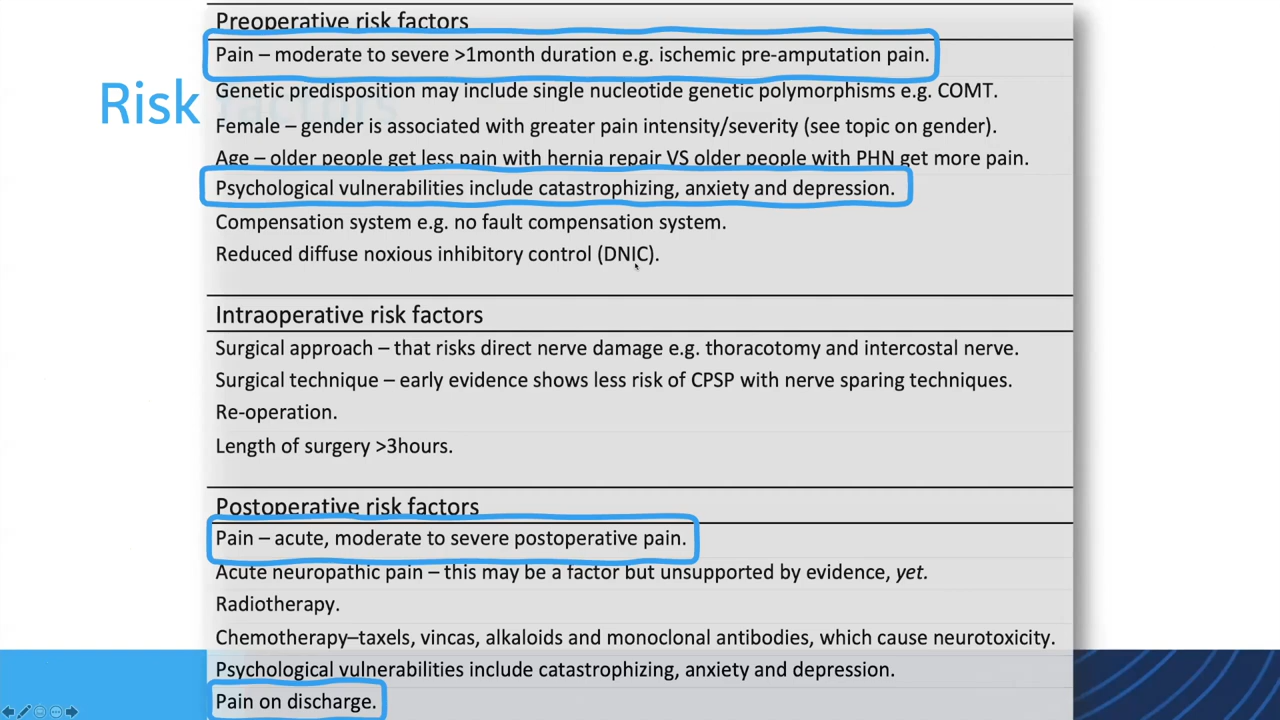 Preoperative risk factors
Pain – moderate to severe >1month duration e.g. ischemic pre-amputation pain.
Risk factors
Genetic predisposition may include single nucleotide genetic polymorphisms e.g. COMT.
Female – gender is associated with greater pain intensity/severity (see topic on gender).
Age – older people get less pain with hernia repair VS older people with PHN get more pain.
Psychological vulnerabilities include catastrophizing, anxiety and depression.
Compensation system e.g. no fault compensation system.
Reduced diffuse noxious inhibitory control (DNIC).
Intraoperative risk factors
Surgical approach – that risks direct nerve damage e.g. thoracotomy and intercostal nerve.
Surgical technique – early evidence shows less risk of CPSP with nerve sparing techniques.
Re-operation.
Length of surgery >3hours.
Postoperative risk factors
Pain – acute, moderate to severe postoperative pain.
Acute neuropathic pain – this may be a factor but unsupported by evidence, yet.
Radiotherapy.
Chemotherapy–taxels, vincas, alkaloids and monoclonal antibodies, which cause neurotoxicity.
Psychological vulnerabilities include catastrophizing, anxiety and depression.
Pain on discharge.